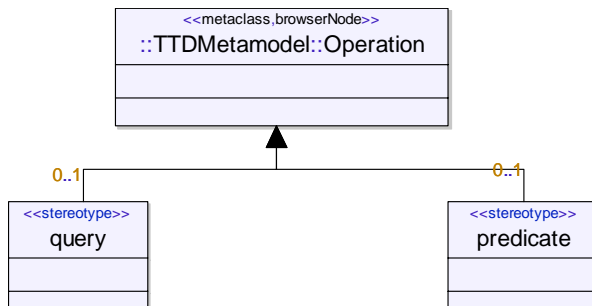 <<metaclass,browserNode>>
::TTDMetamodel::Operation
0..1
0..1
<<stereotype>>
query
<<stereotype>>
predicate